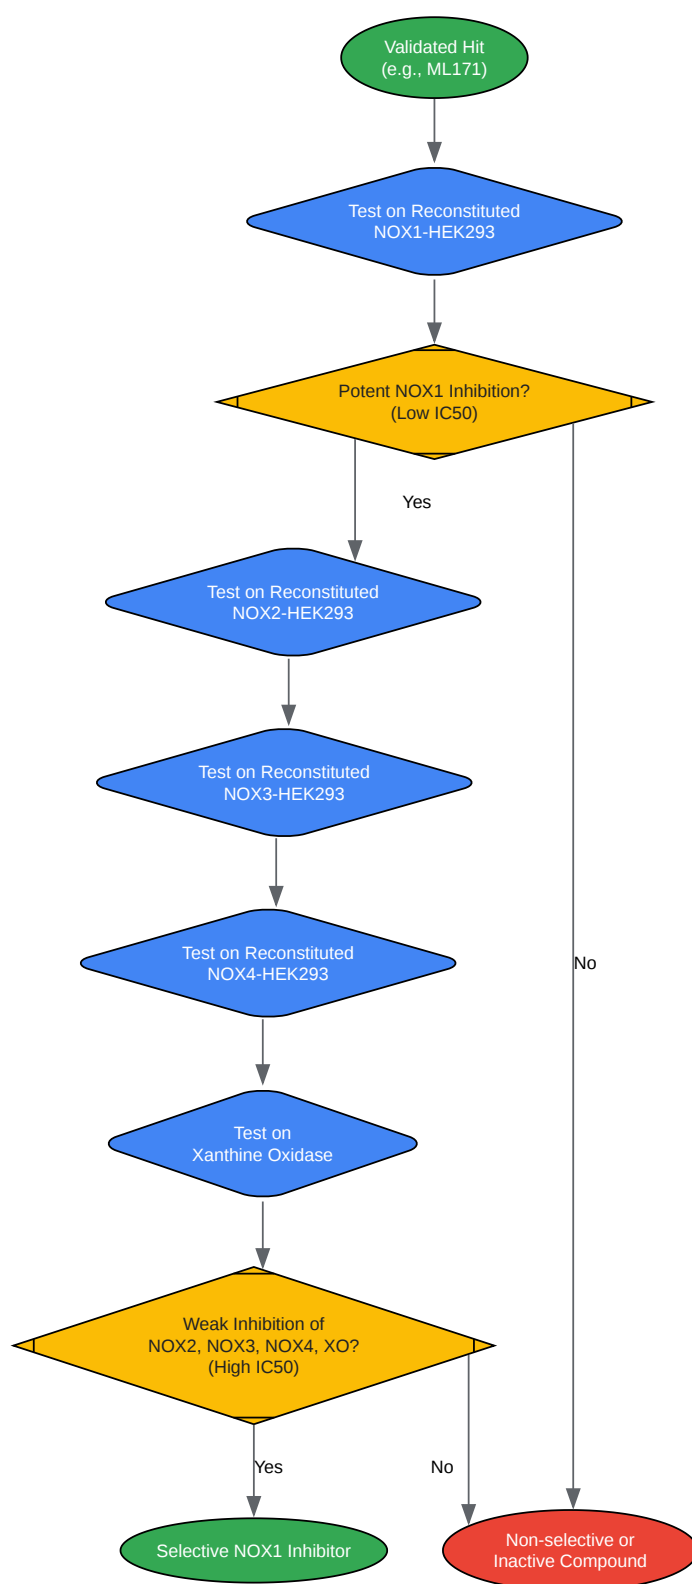 Validated Hit
(e.g., ML171)
Test on Reconstituted
NOX1-HEK293
Potent NOX1 Inhibition?
(Low IC50)
Yes
Test on Reconstituted
NOX2-HEK293
Test on Reconstituted
NOX3-HEK293
Test on Reconstituted
NOX4-HEK293
No
Test on
Xanthine Oxidase
Weak Inhibition of
NOX2, NOX3, NOX4, XO?
(High IC50)
Yes
No
Selective NOX1 Inhibitor
Non-selective or
Inactive Compound